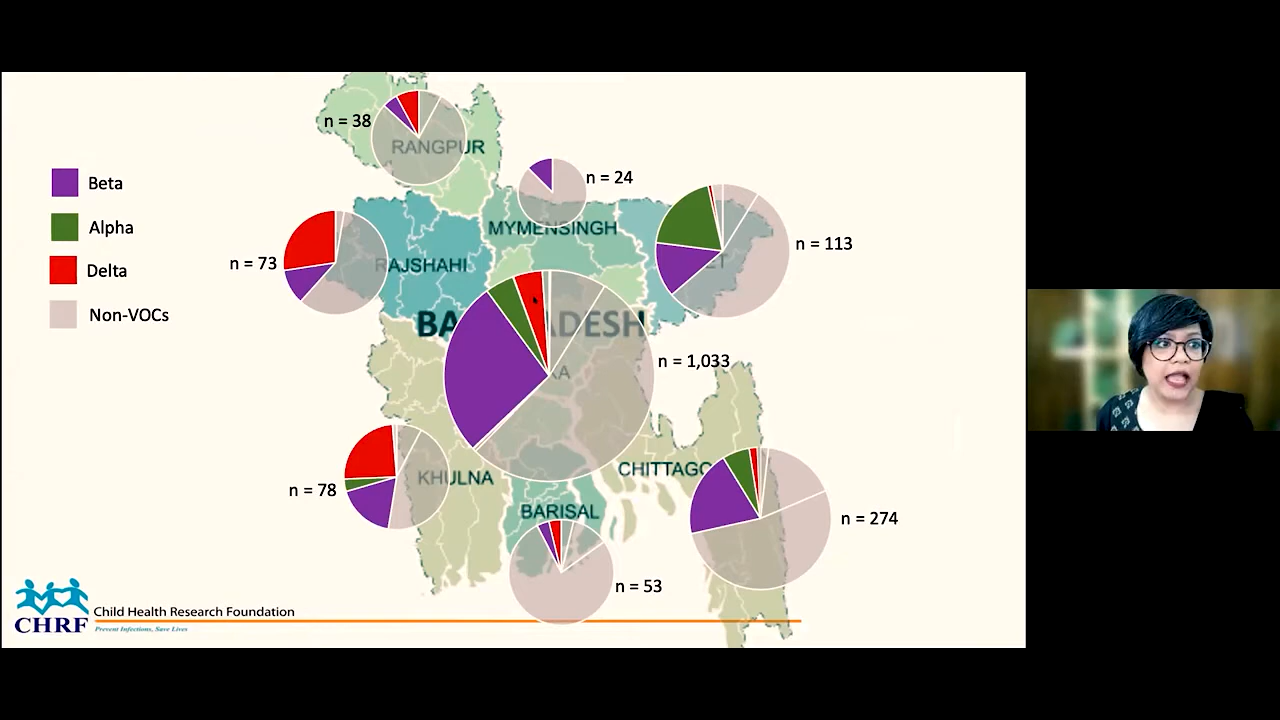 n = 38
RANGPUR
Beta
n = 24
Alpha
MYMENSINGH
n = 113
n = 73
RAJSHAHI
Delta
Non-VOCs
n = 1,033
KHULNA
CHITTAGO
n = 78
BARISAL
n = 274
n = 53
CHRF
Child Health Research Foundation
Prevent Infections, Save Lives